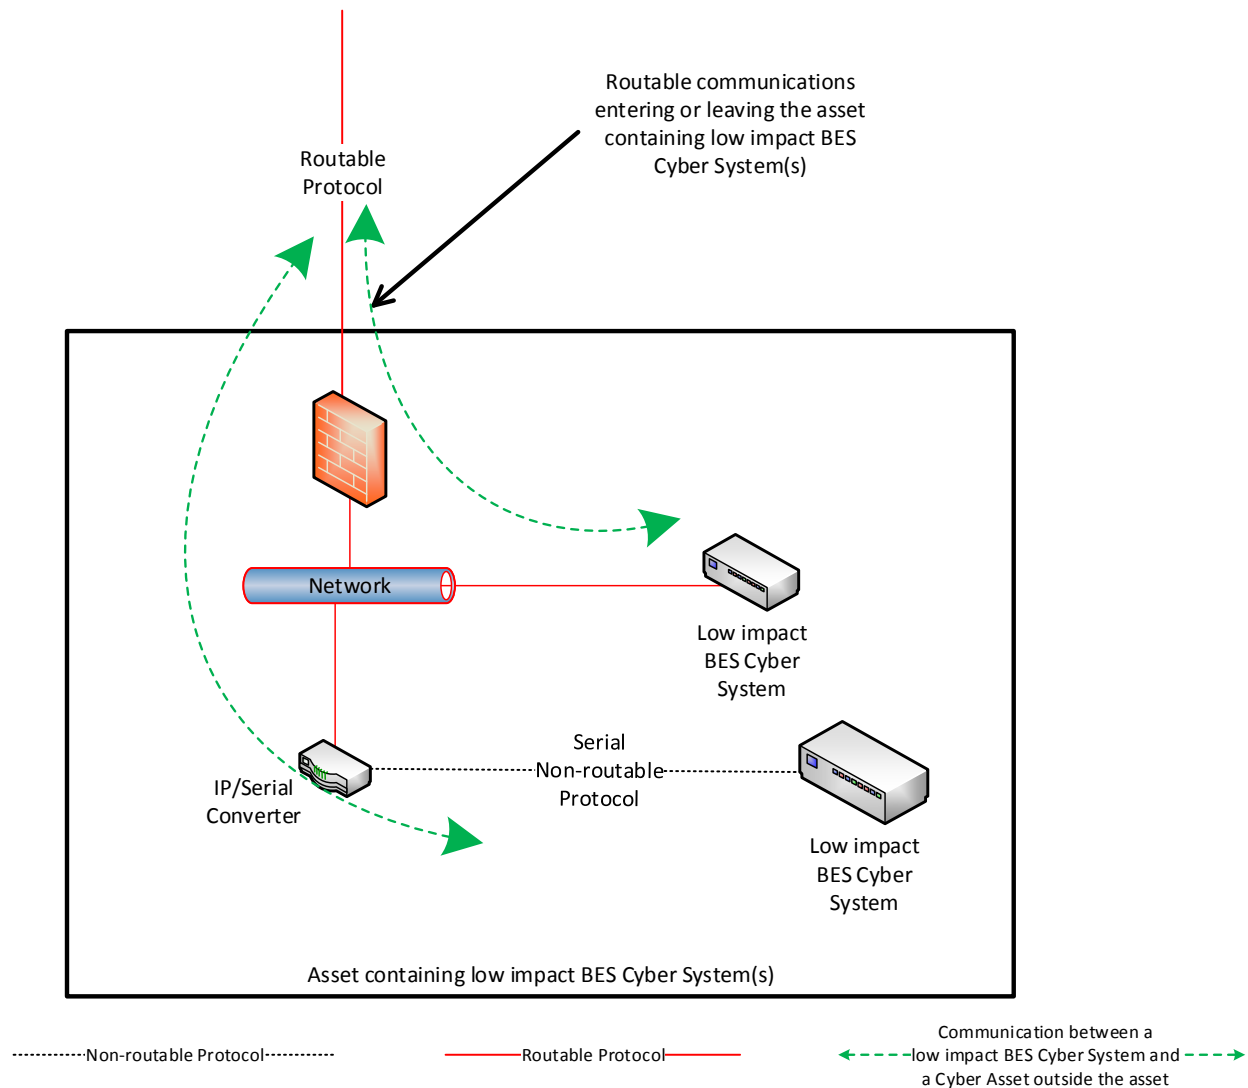 Routable communications
entering or leaving the asset
containing low impact BES
Cyber System(s)
Routable
Protocol
Network
Low impact
BES Cyber
System
Serial
Non-routable
Protocol
IP/Serial
Converter
Low impact
BES Cyber
System
Asset containing low impact BES Cyber System(s)
Non-routable Protocol
Routable Protocol
Communication between a
low impact BES Cyber System and
a Cyber Asset outside the asset